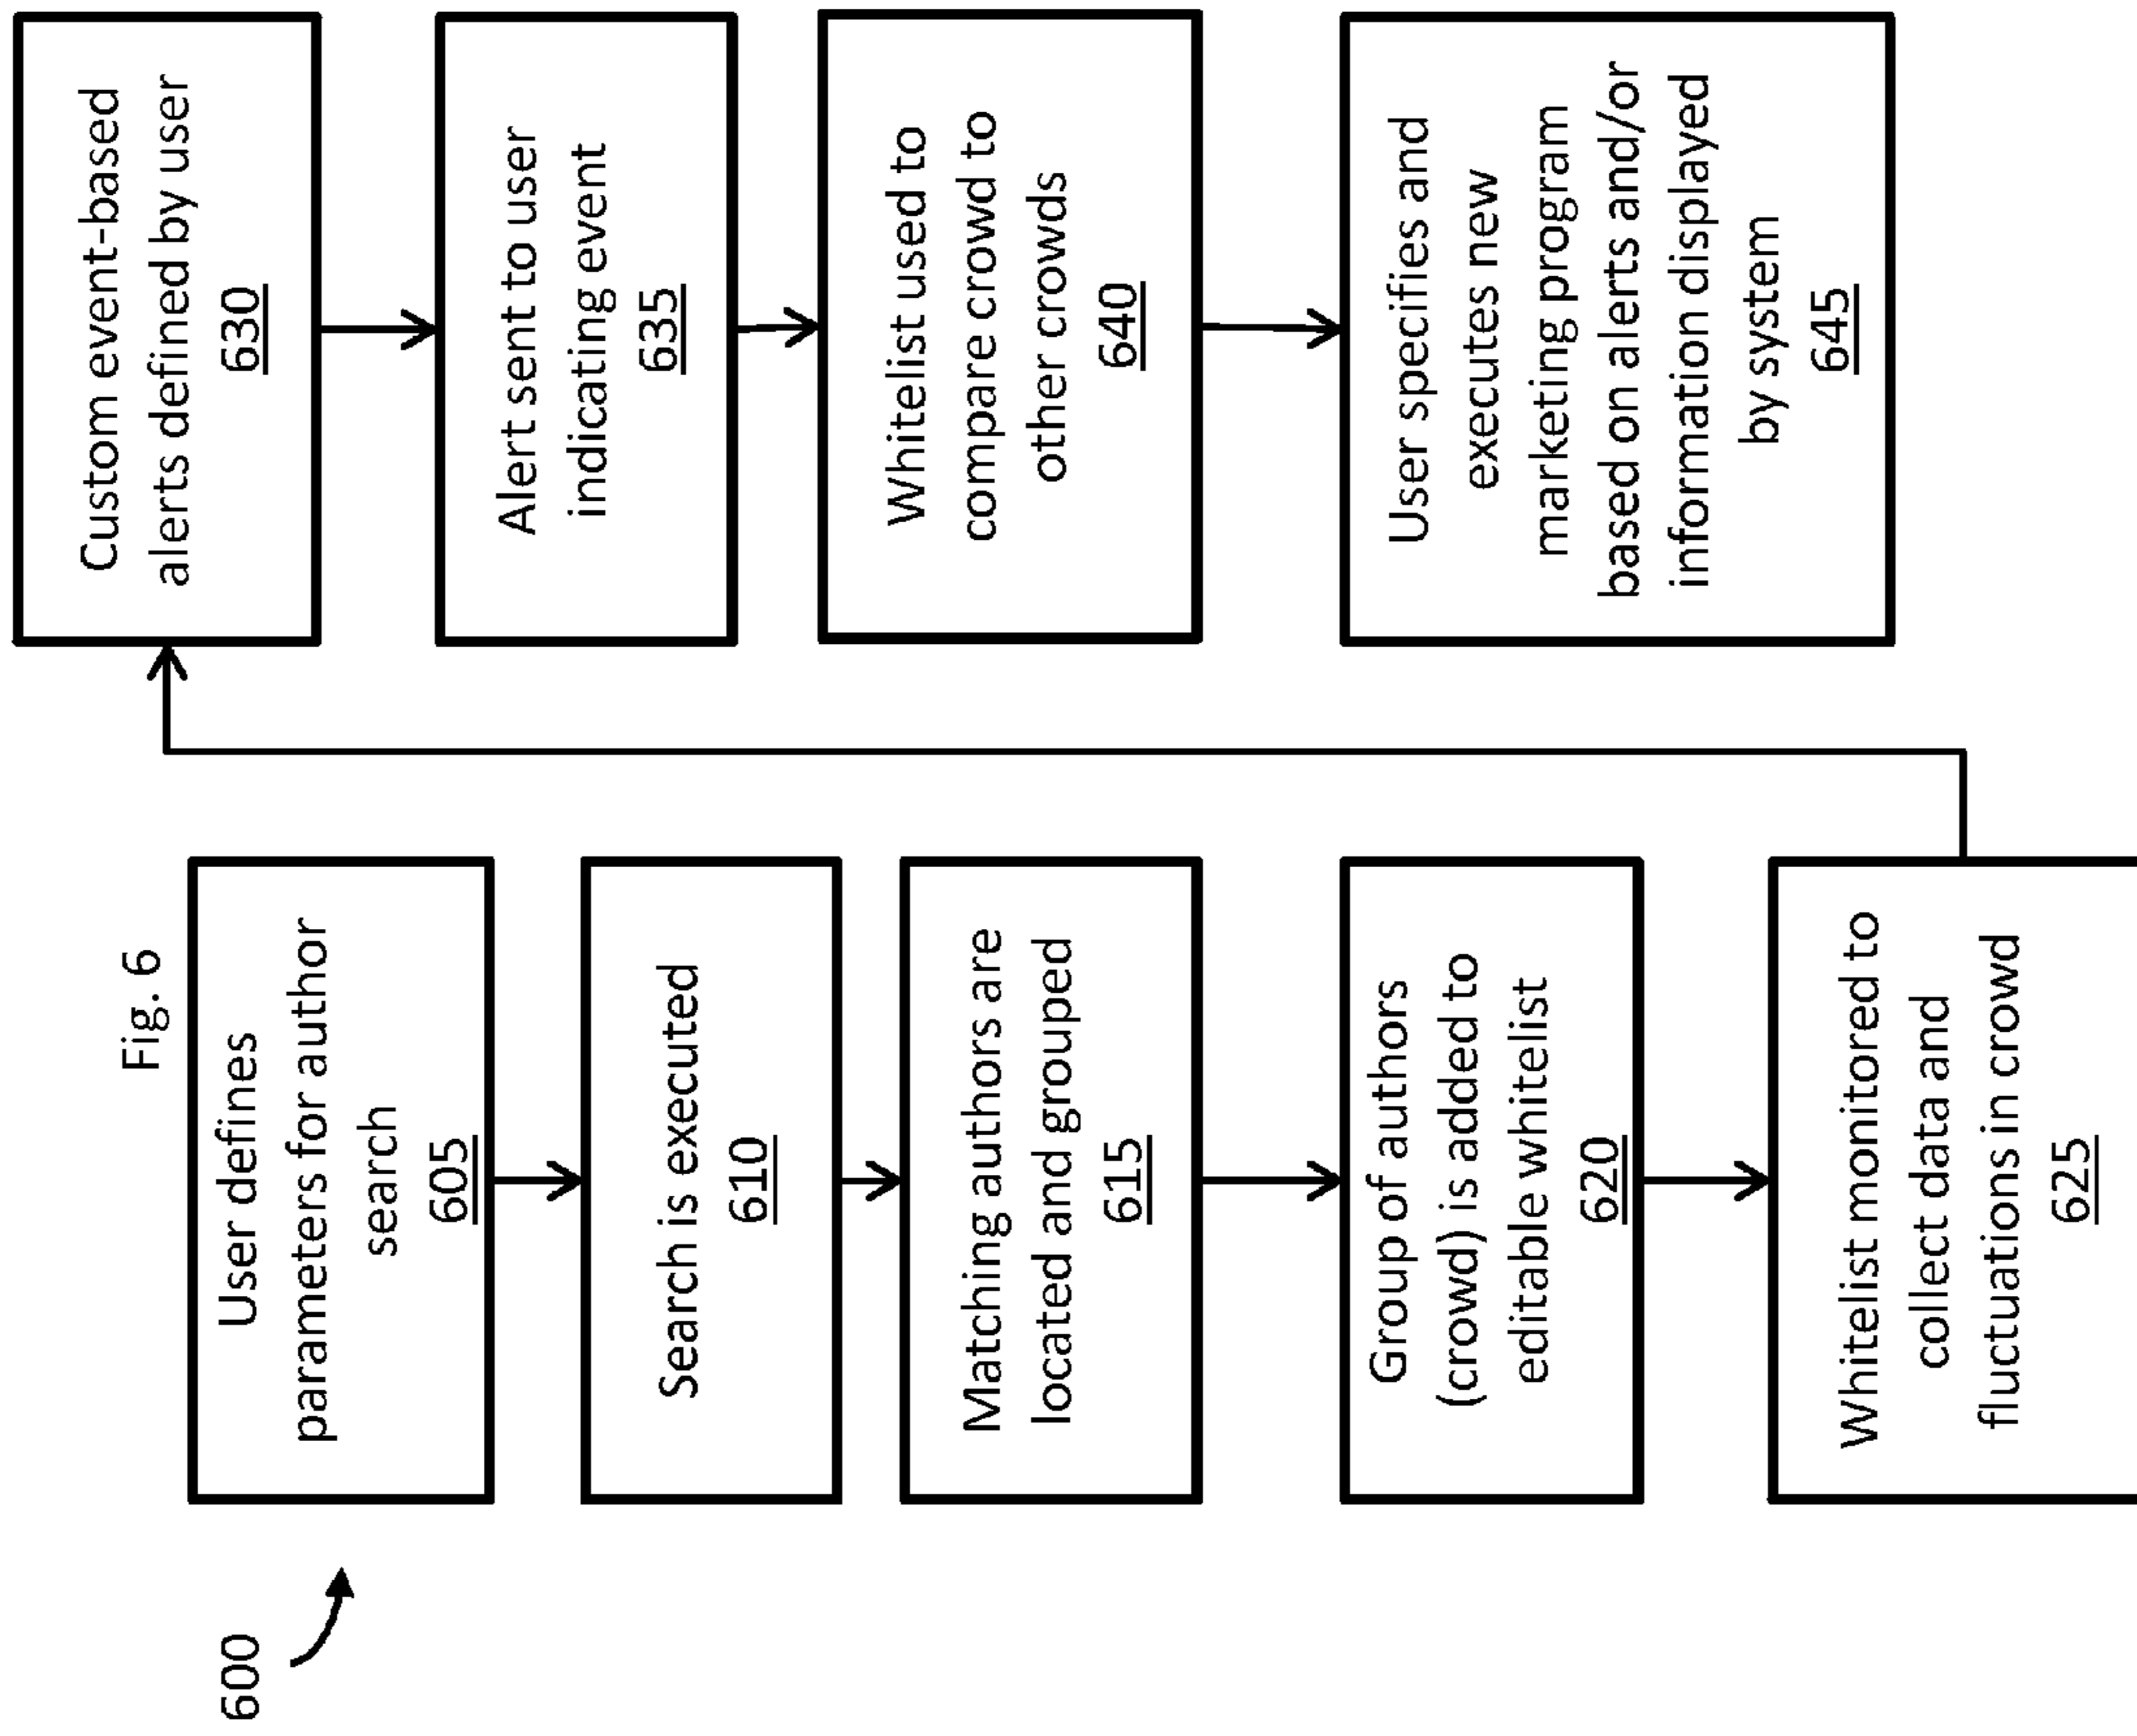 Fig. 6
600
User defines
parameters for author
search
605
Search is executed
610
Matching authors are
located and grouped
615
Group of authors
(crowd) is added to
editable whitelist
620
Whitelist monitored to
collect data and
fluctuations in crowd
625
Custom event-based
alerts defined by user
630
Alert sent to user
indicating event
635
Whitelist used to
compare crowd to
other crowds
640
User specifies and
executes new
marketing program
based on alerts and/or
information displayed
by system
645